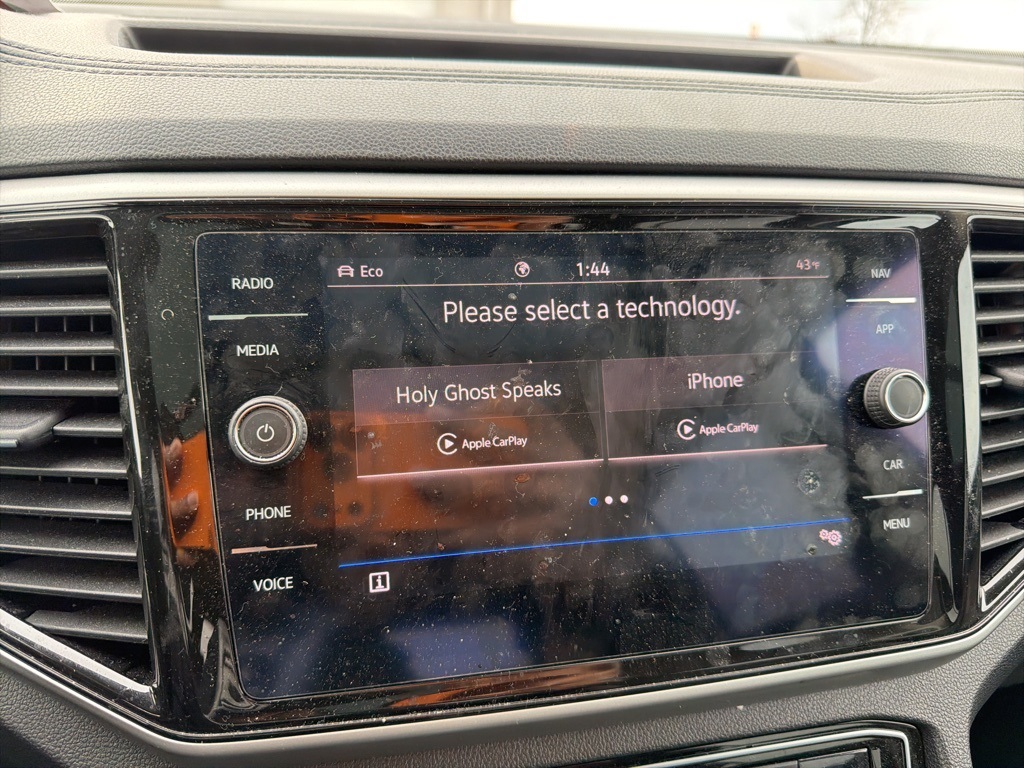 RADIO
MEDIA
PHONE
VOICE
Eco
1:44
43°F
Please select a technology.
Holy Ghost Speaks
Apple CarPlay
iPhone
Apple CarPlay
i
NAV
APP
CAR
MENU